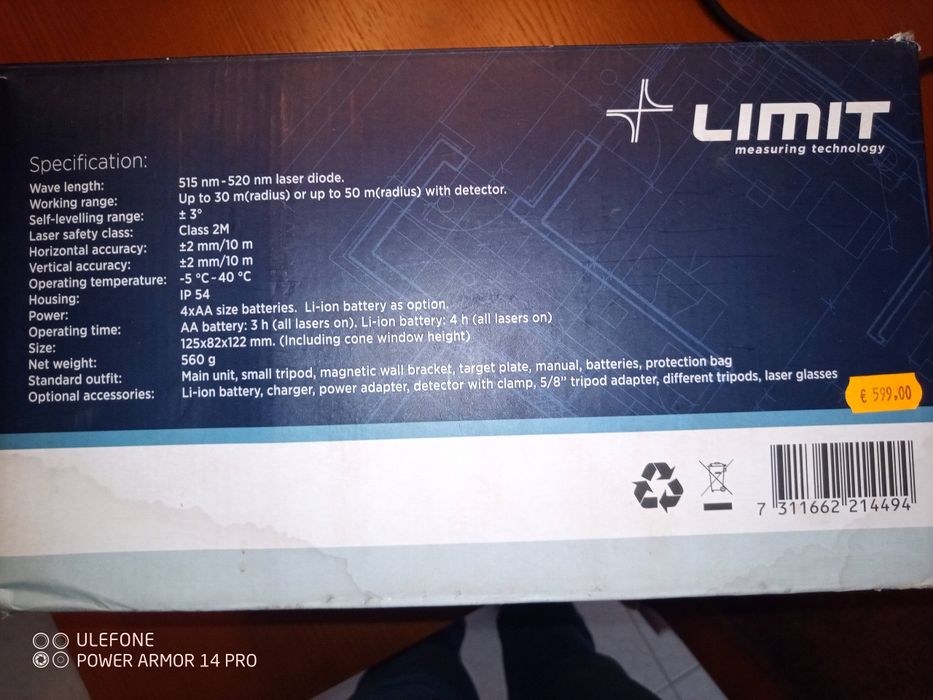 LIMIT
measuring technology
Specification:
Wave length: 515 nm-520 nm laser diode.
Working range: Up to 30 m(radius) or up to 50 m(radius) with detector.
Self-levelling range: ± 3°
Laser safety class: Class 2M
Horizontal accuracy: ±2 mm/10 m
Vertical accuracy: ±2 mm/10 m
Operating temperature: -5 °C~40 °C
Housing: IP 54
Power: 4xAA size batteries. Li-ion battery as option.
Operating time: AA battery: 3 h (all lasers on). Li-ion battery: 4 h (all lasers on)
Size: 125x82x122 mm. (Including cone window height)
Net weight: 560 g
Standard outfit: Main unit, small tripod, magnetic wall bracket, target plate, manual, batteries, protection bag
Optional accessories: Li-ion battery, charger, power adapter, detector with clamp, 5/8" tripod adapter, different tripods, laser glasses
€ 599,00
7 311662 214494
ULEFONE
POWER ARMOR 14 PRO